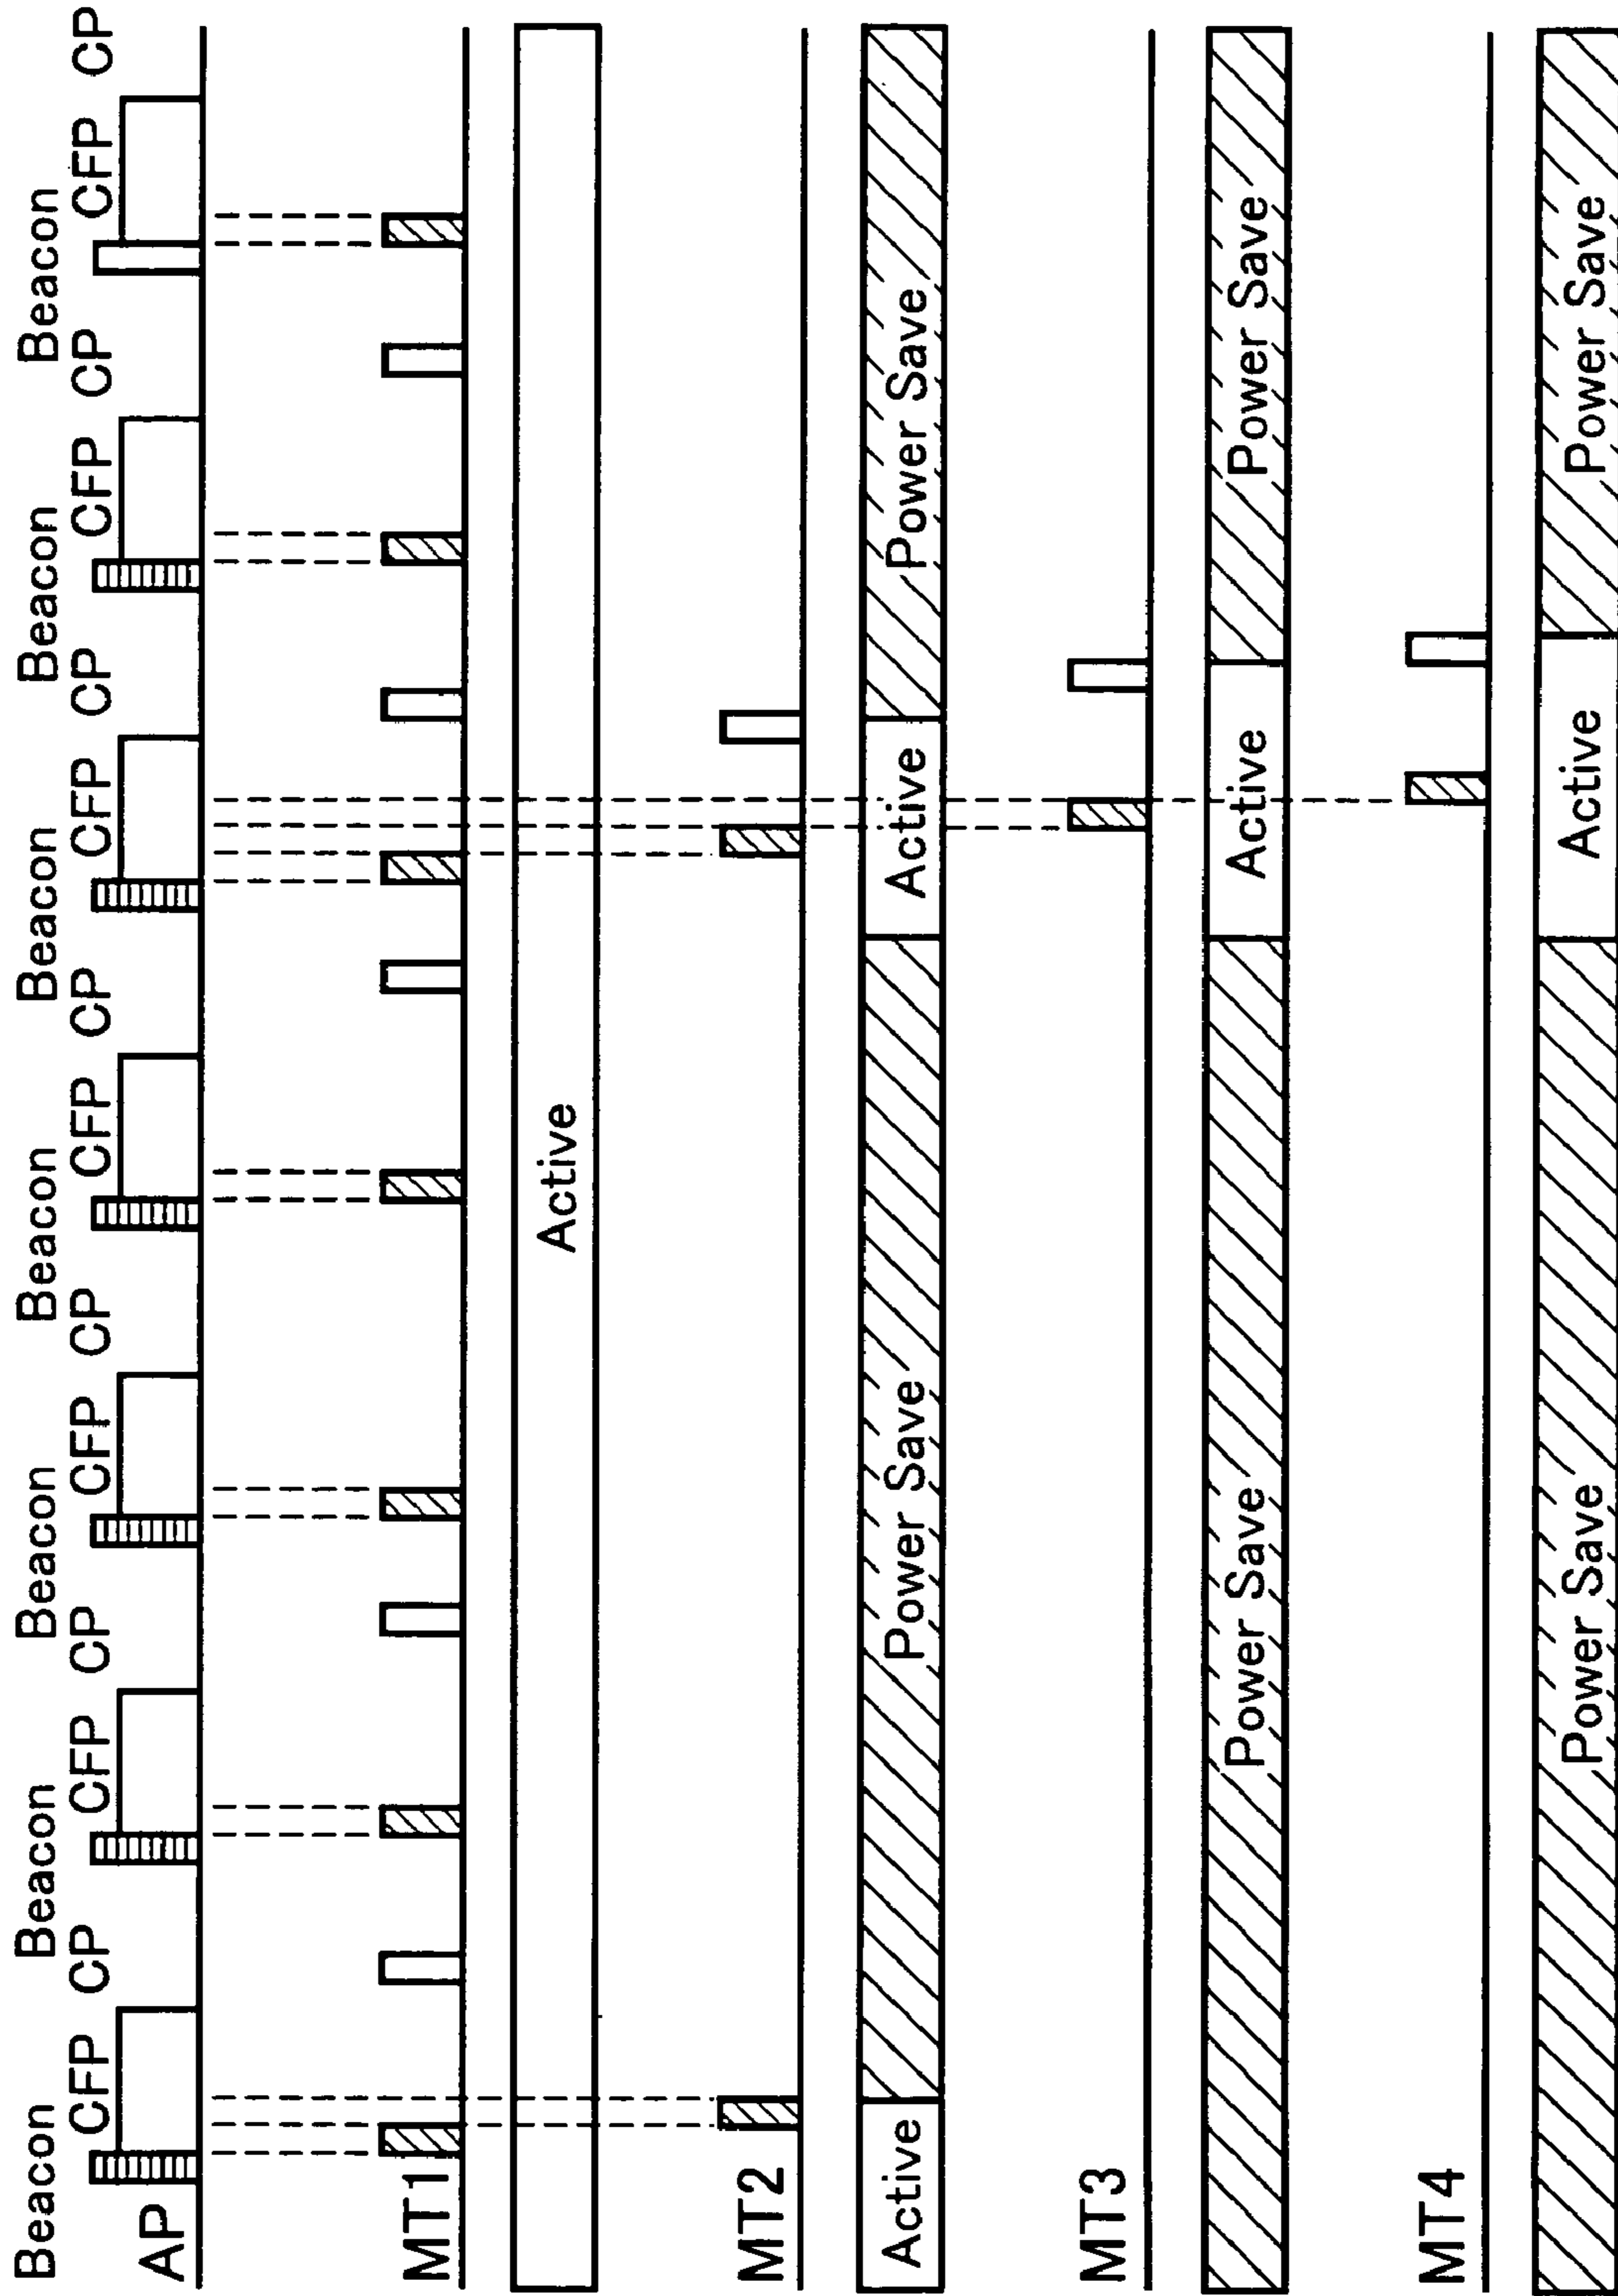 Beacon Beacon Beacon Beacon Beacon Beacon Beacon
CFP CP CFP CP CFP CP CFP CP CFP CP CFP CP CFP CP
AP
MT1
Active
MT2
Active Power Save Active Power Save
MT3
Power Save Active Power Save
MT4
Power Save Active Power Save